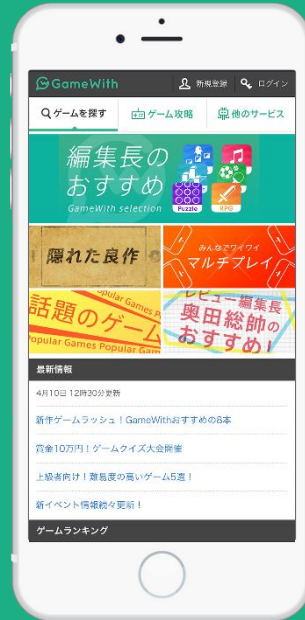 GameWith
新規登録
ログイン
ゲームを探す
ゲーム攻略
他のサービス
編集長の
おすすめ
GameWith selection
Puzzle
RPG
隠れた良作
みんなでワイワイ
マルチプレイ
Popular Games
話題のゲーム
Popular Games Popular Gam
レビュー編集長
奥田総帥の
おすすめ!
最新情報
4月10日 12時30分更新
新作ゲームラッシュ！GameWithおすすめの8本
賞金10万円！ゲームクイズ大会開催
上級者向け！難易度の高いゲーム5選！
新イベント情報続々更新！
ゲームランキング